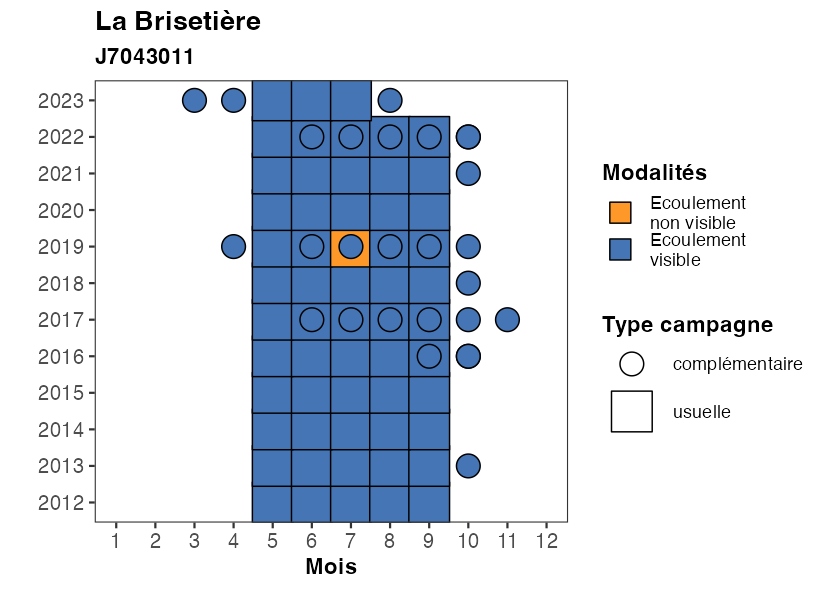 La Brisetière
J7043011
2023
2022
2021
2020
2019
2018
2017
2016
2015
2014
2013
2012
1 2 3 4 5 6 7 8 9 10 11 12
Mois
Modalités
Ecoulement
non visible
Ecoulement
visible
Type campagne
complémentaire
usuelle